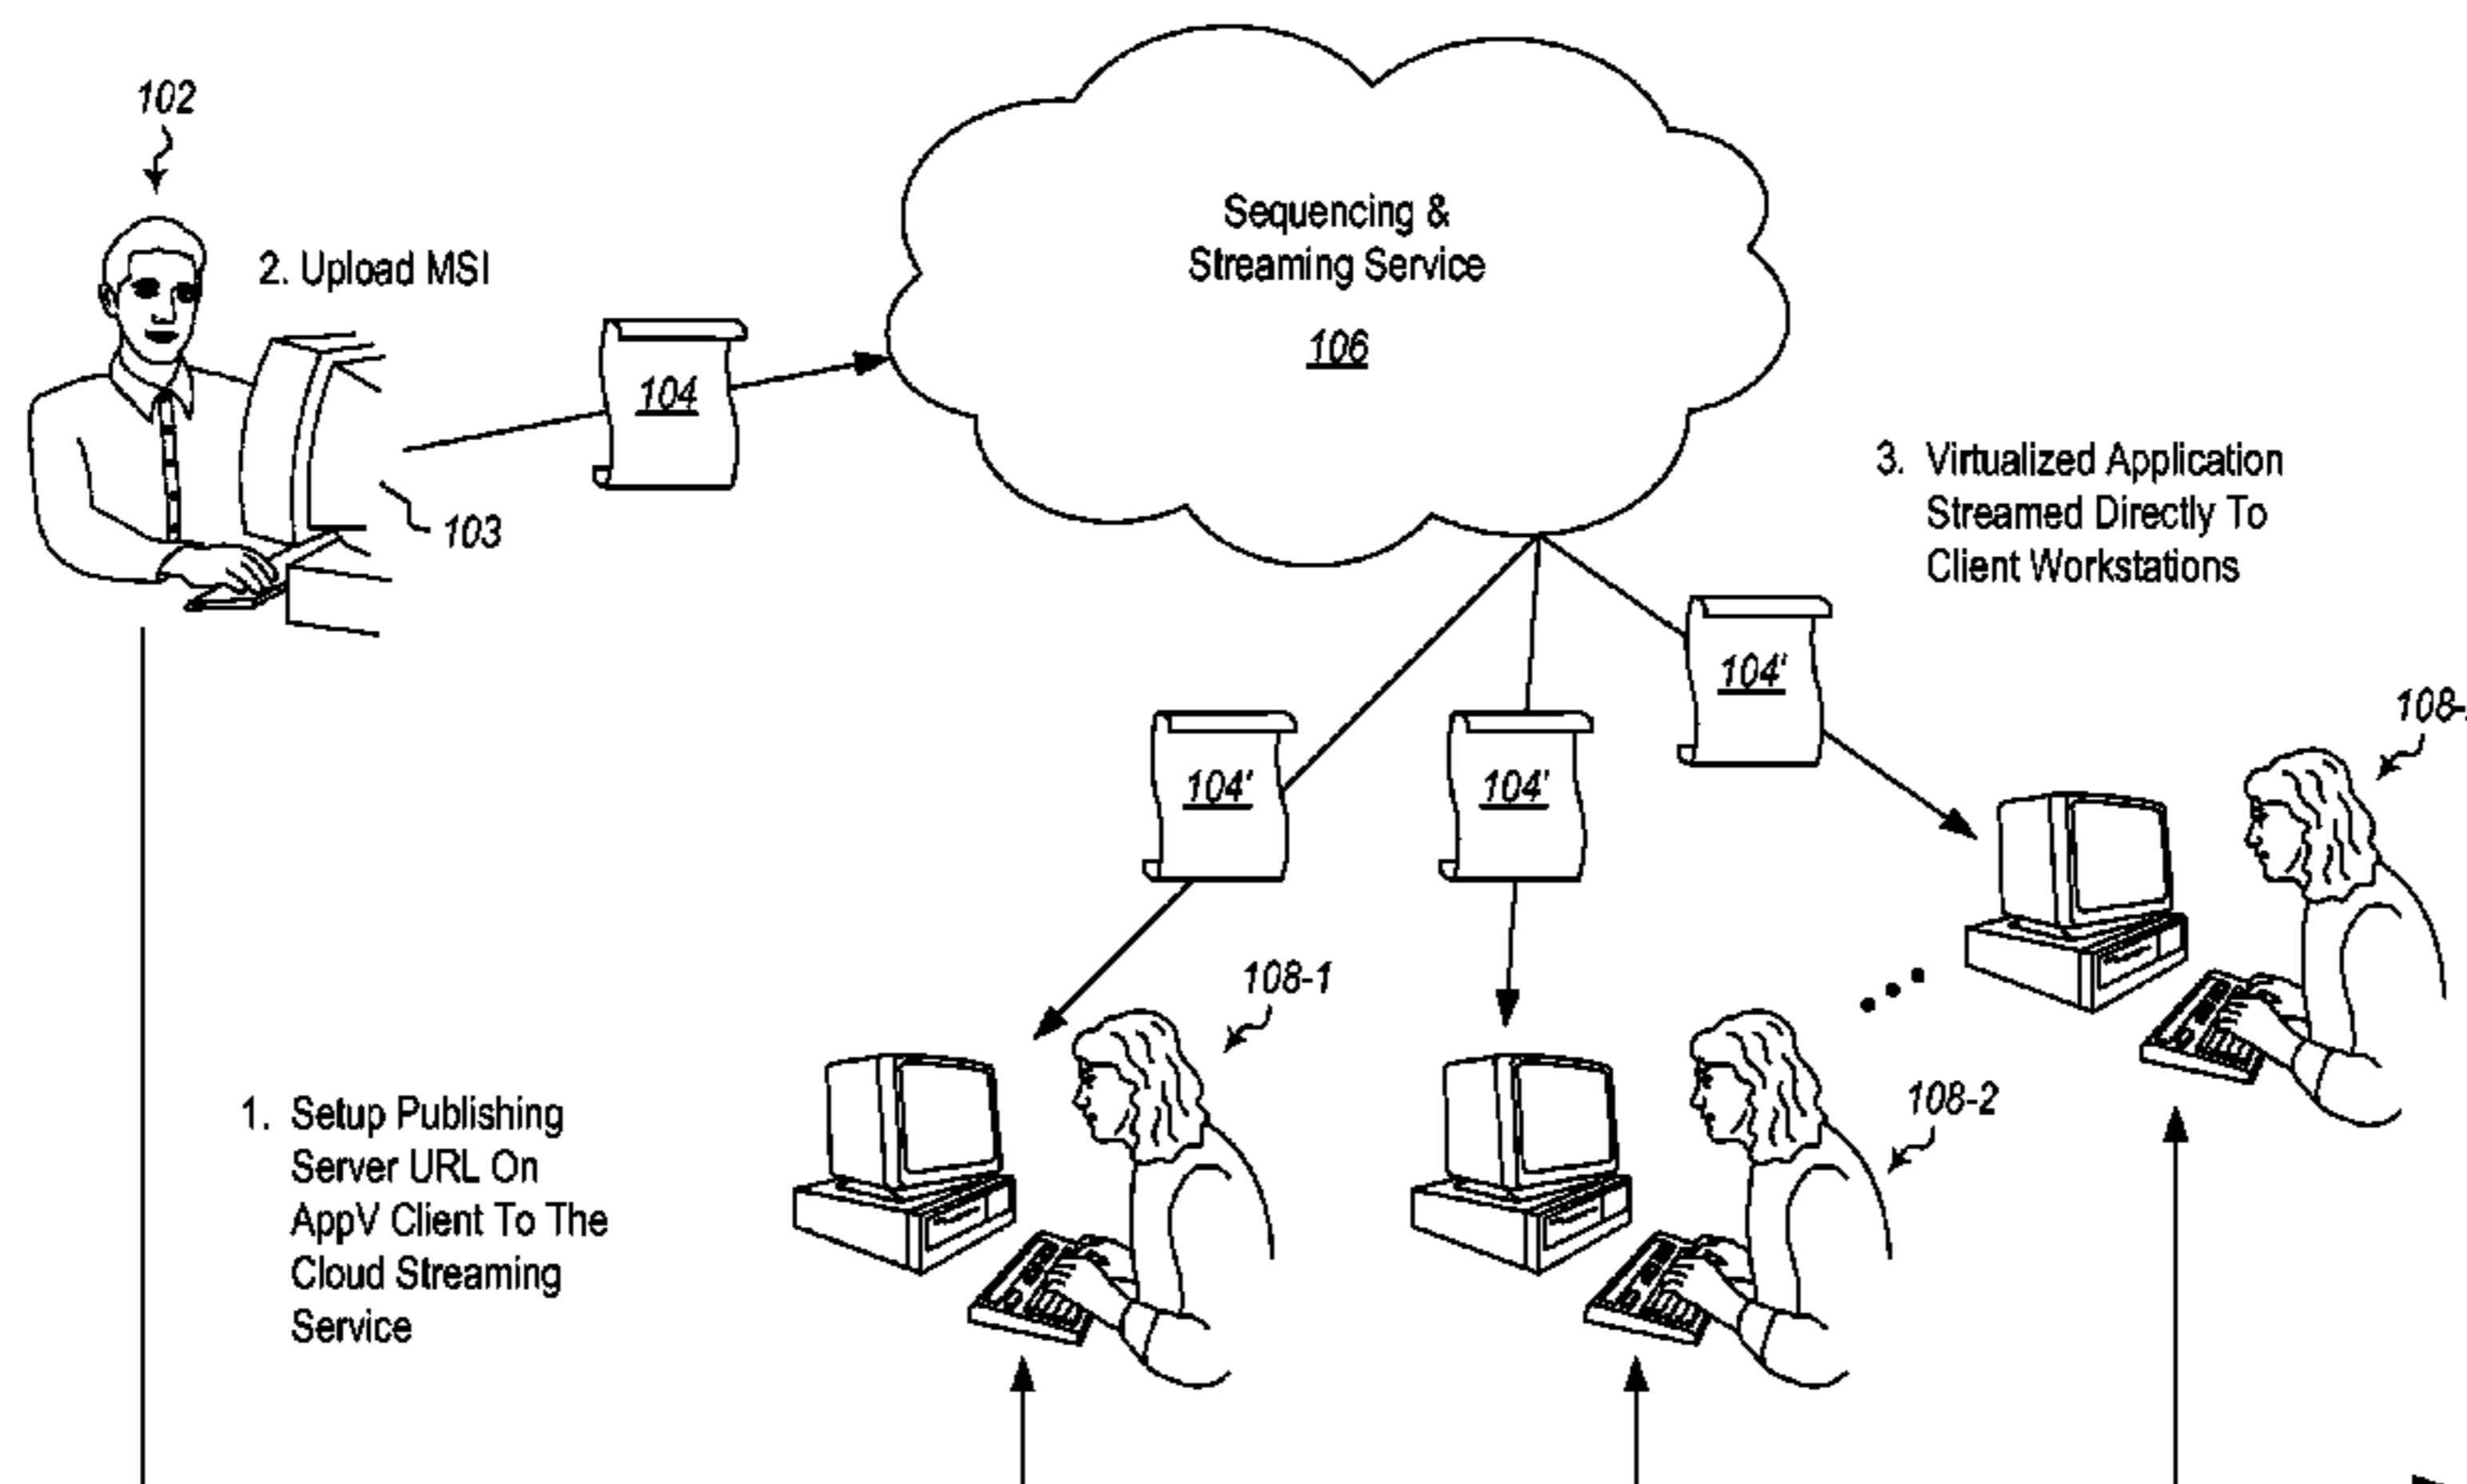 102
2. Upload MSI
Sequencing &
Streaming Service
106
104
103
3. Virtualized Application
Streamed Directly To
Client Workstations
104'
104'
104'
108-1
108-2
1. Setup Publishing
Server URL On
AppV Client To The
Cloud Streaming
Service